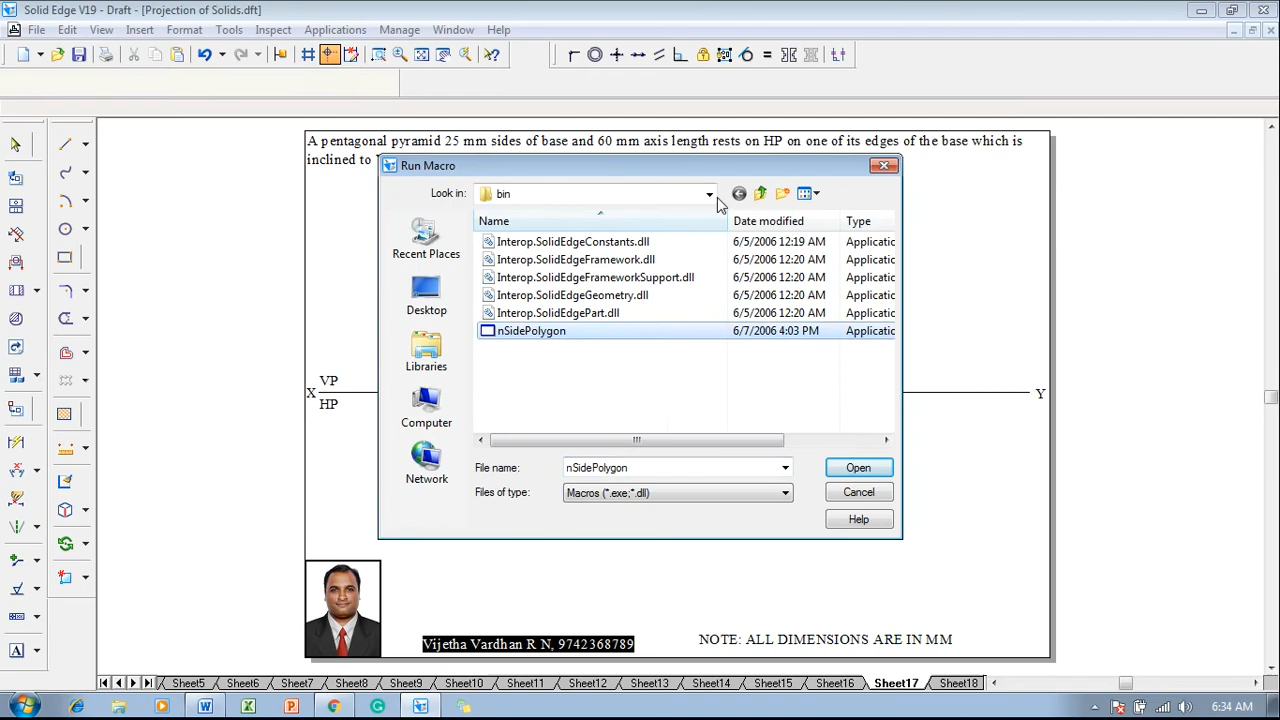 Solid Edge V19 - Draft - [Projection of Solids.dft]
File Edit View Insert Format Tools Inspect Applications Manage Window Help
A pentagonal pyramid 25 mm sides of base and 60 mm axis length rests on HP on one of its edges of the base which is
inclined to
Run Macro
Look in: bin
Name Date modified Type
Interop.SolidEdgeConstants.dll 6/5/2006 12:19 AM Applicatio
Interop.SolidEdgeFramework.dll 6/5/2006 12:20 AM Applicatio
Interop.SolidEdgeFrameworkSupport.dll 6/5/2006 12:20 AM Applicatio
Interop.SolidEdgeGeometry.dll 6/5/2006 12:20 AM Applicatio
Interop.SolidEdgePart.dll 6/5/2006 12:20 AM Applicatio
nSidePolygon 6/7/2006 4:03 PM Applicatio
Recent Places
Desktop
Libraries
Computer
Network
File name: nSidePolygon Open
Files of type: Macros (*.exe;*.dll) Cancel
Help
VP
X Y
HP
Vijetha Vardhan R N, 9742368789
NOTE: ALL DIMENSIONS ARE IN MM
Sheet5 Sheet6 Sheet7 Sheet8 Sheet9 Sheet10 Sheet11 Sheet12 Sheet13 Sheet14 Sheet15 Sheet16 Sheet17 Sheet18
6:34 AM